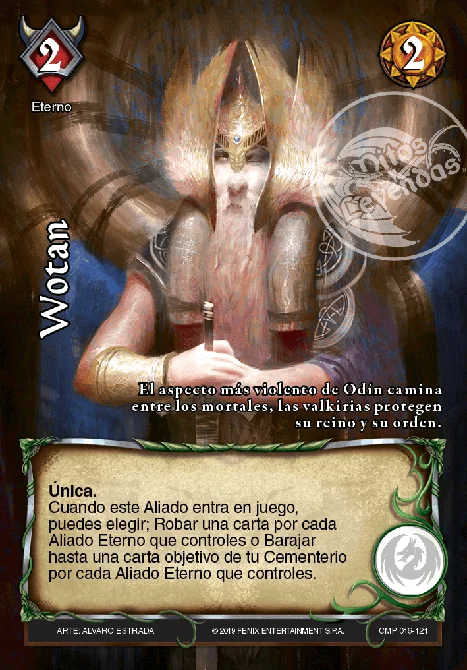 2
2
Eterno
Mitos
Leyendas
Wotan
El aspecto más violento de Odín camina
entre los mortales, las valkirias protegen
su reino y su orden.
Única.
Cuando este Aliado entra en juego,
puedes elegir; Robar una carta por cada
Aliado Eterno que controles o Barajar
hasta una carta objetivo de tu Cementerio
por cada Aliado Eterno que controles.
ARTE: ALVARO ESTRADA
© 2019 FENIX ENTERTAINMENT S.P.A.
CMP 016-121